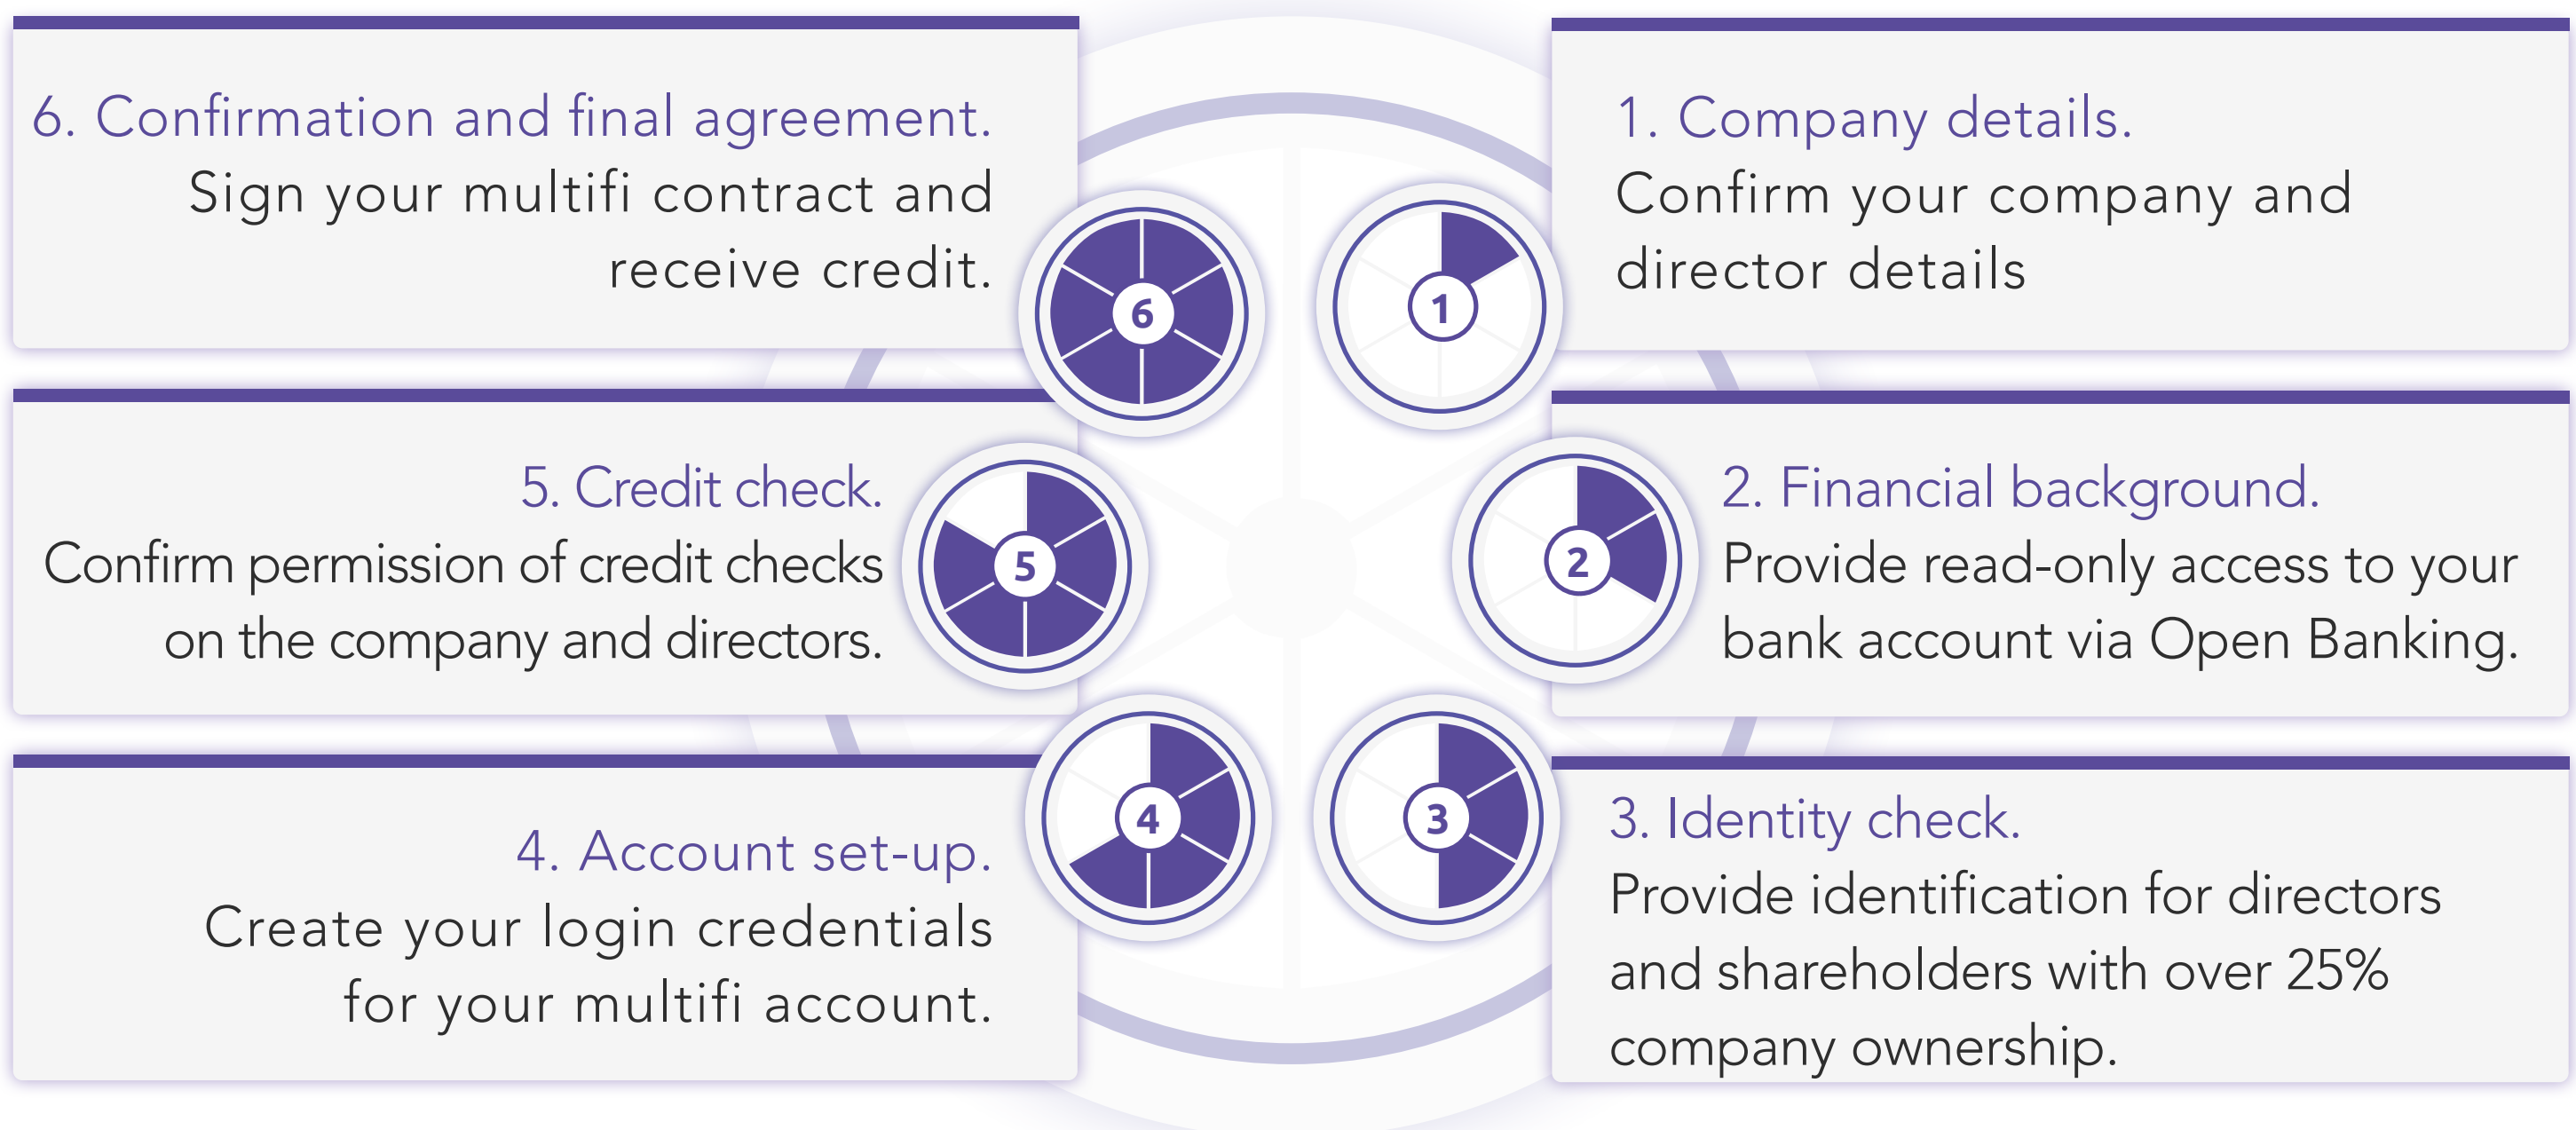 1. Company details.
Confirm your company and
director details
1
2. Financial background.
Provide read-only access to your
bank account via Open Banking.
2
3. Identity check.
Provide identification for directors
and shareholders with over 25%
company ownership.
3
4. Account set-up.
Create your login credentials
for your multifi account.
4
5. Credit check.
Confirm permission of credit checks
on the company and directors.
5
6. Confirmation and final agreement.
Sign your multifi contract and
receive credit.
6